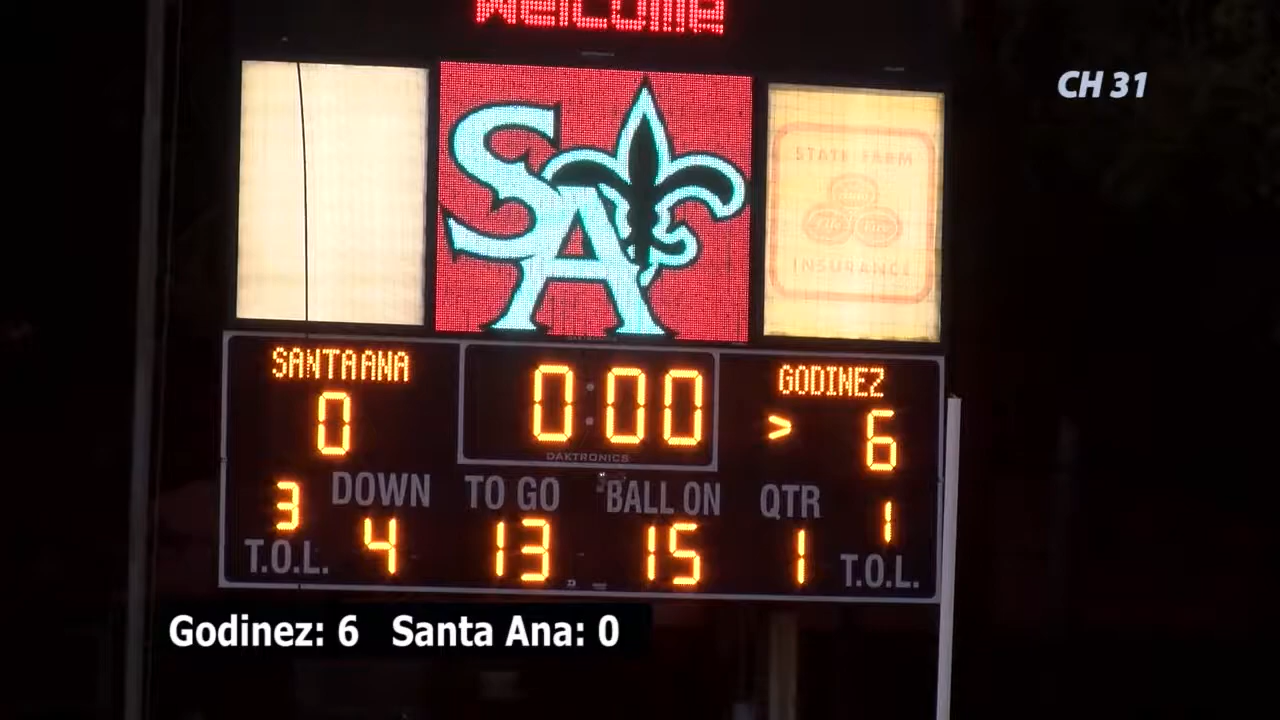 Welcome
CH 31
SA
STATE FARM
INSURANCE
SANTA ANA
0:00
GODINEZ
0
> 6
DAKTRONICS
DOWN TO GO BALL ON QTR
3 4 13 15 1 1
T.O.L. T.O.L.
Godinez: 6 Santa Ana: 0